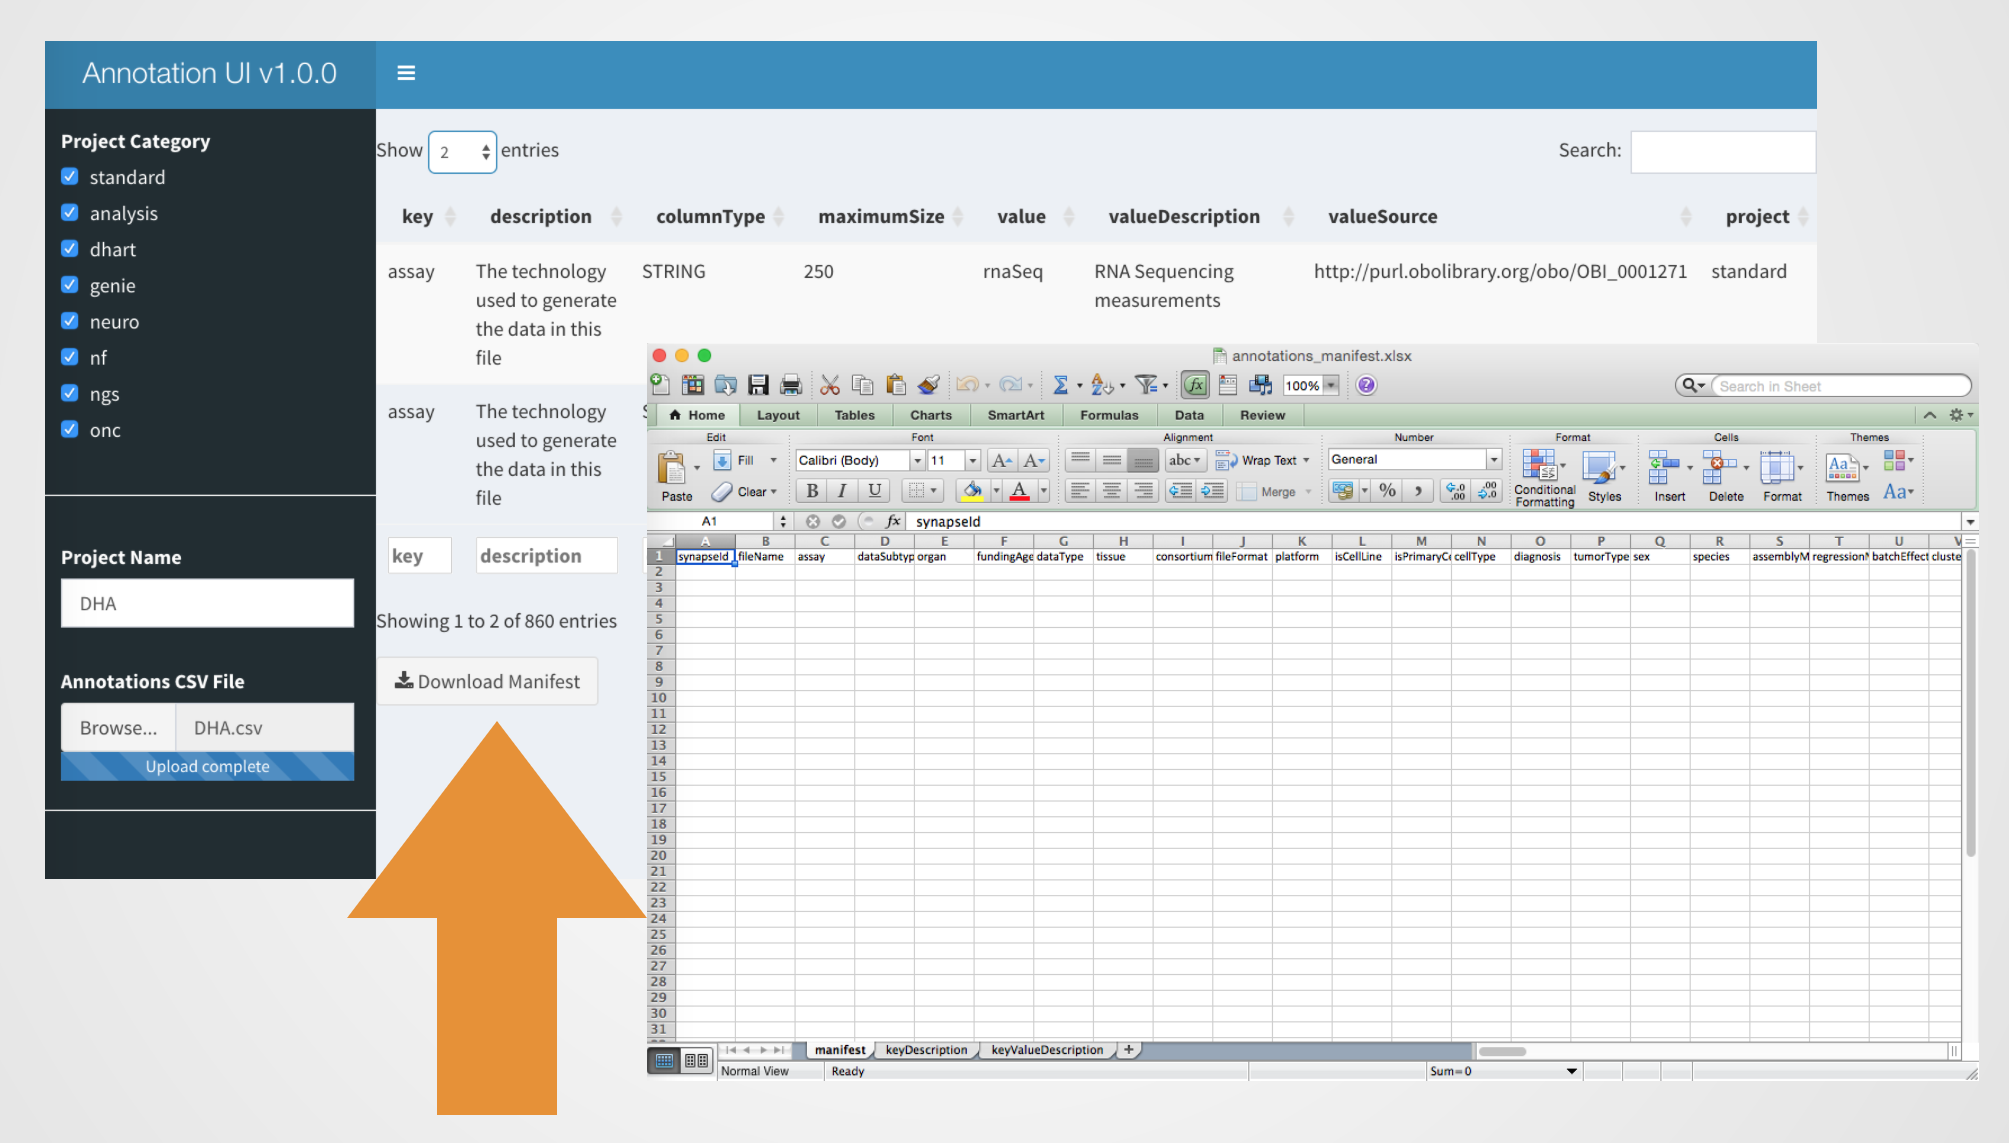 Annotation UI v1.0.0
Project Category
standard
analysis
dhart
genie
neuro
nf
ngs
onc
Project Name
DHA
Annotations CSV File
Browse... DHA.csv
Upload complete
Show 2 entries
Search:
key description columnType maximumSize value valueDescription valueSource project
assay The technology STRING 250 rnaSeq RNA Sequencing http://purl.obolibrary.org/obo/OBI_0001271 standard
used to generate measurements
the data in this
file
assay The technology
used to generate
the data in this
file
key description
Showing 1 to 2 of 860 entries
Download Manifest
annotations_manifest.xlsx
100% Search in Sheet
Home Layout Tables Charts SmartArt Formulas Data Review
Edit Font Alignment Number Format Cells Themes
Fill Calibri (Body) 11 A A abc Wrap Text General
Paste Clear B I U A Merge % Conditional Formatting Styles Insert Delete Format Themes Aa
A1 fx synapseId
A B C D E F G H I J K L M N O P Q R S T U V
1 synapseId fileName assay dataSubtyp organ fundingAge dataType tissue consortium fileFormat platform isCellLine isPrimaryCe cellType diagnosis tumorType sex species assemblyM regressionM batchEffect cluste
2
3
4
5
6
7
8
9
10
11
12
13
14
15
16
17
18
19
20
21
22
23
24
25
26
27
28
29
30
31
manifest keyDescription keyValueDescription +
Normal View Ready Sum=0